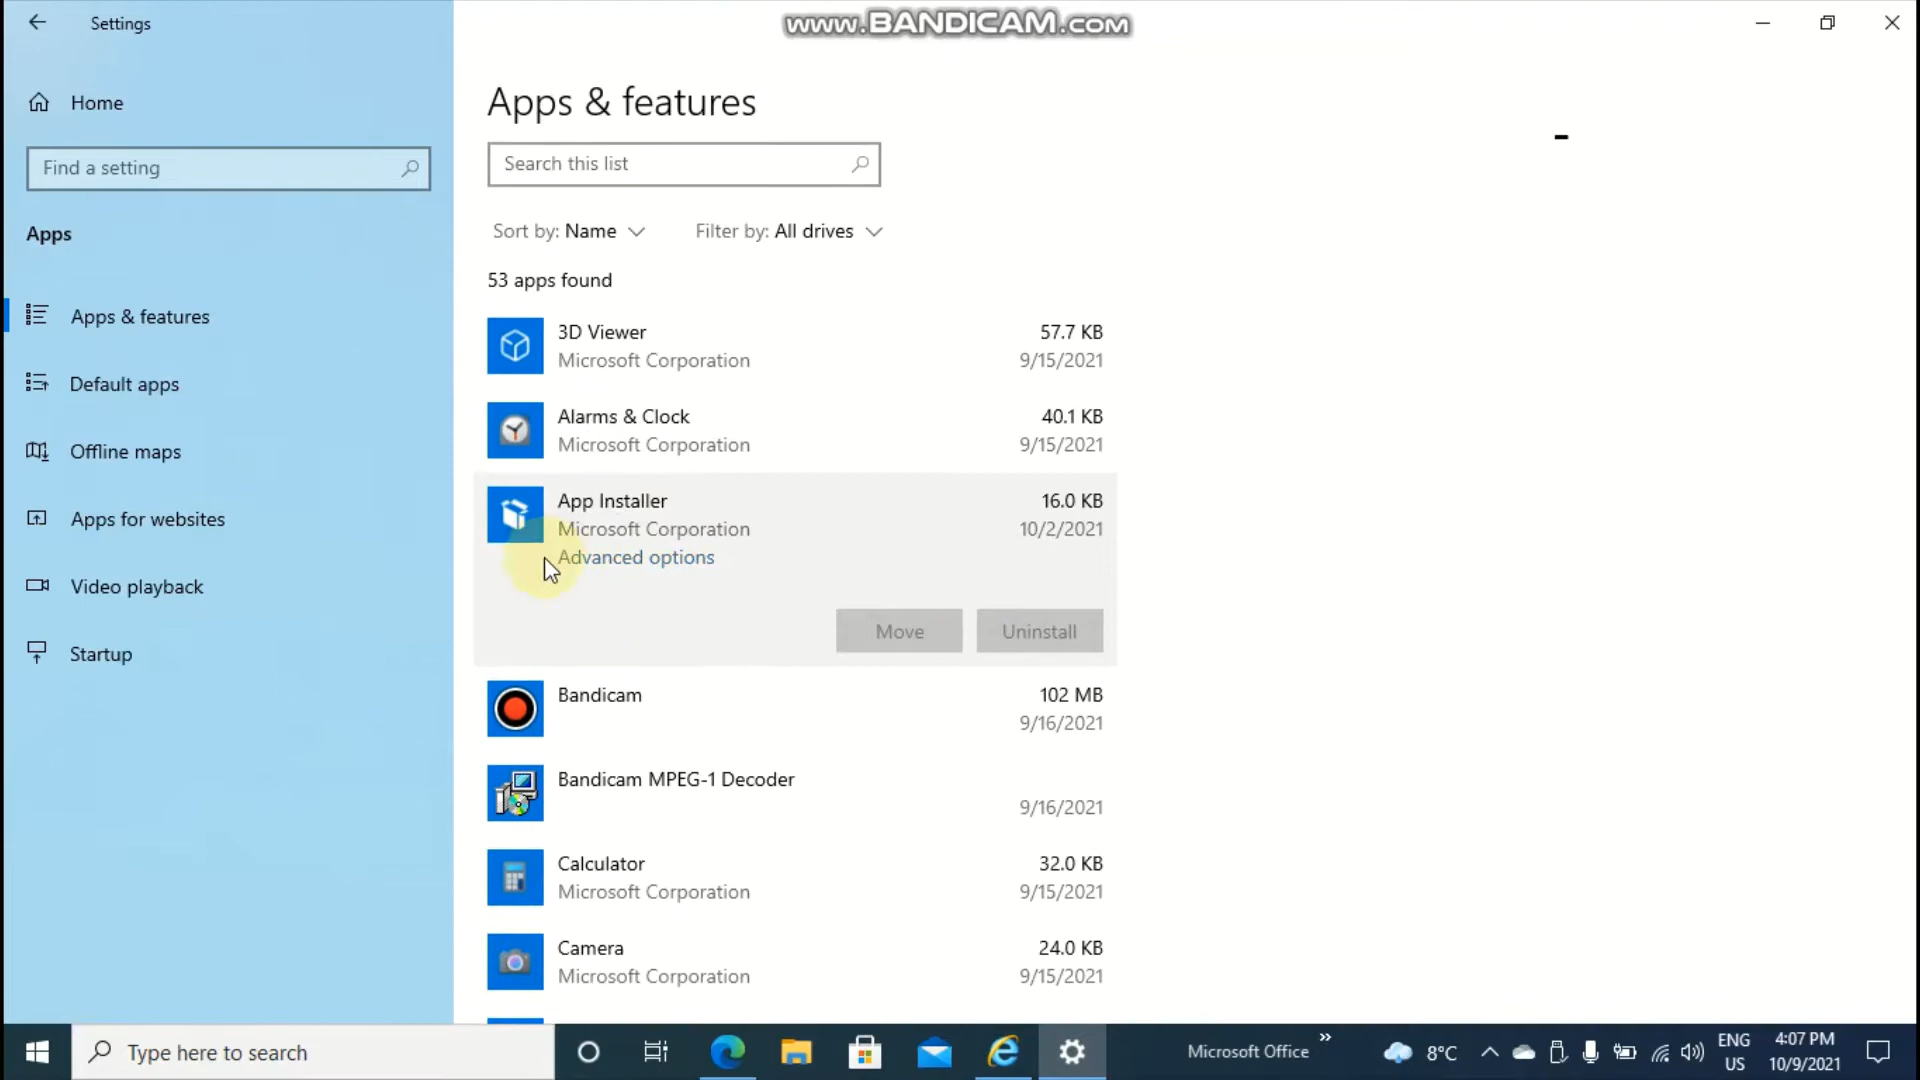 Settings
www.BANDICAM.com
Home
Find a setting
Apps
Apps & features
Default apps
Offline maps
Apps for websites
Video playback
Startup
Apps & features
Search this list
Sort by: Name
Filter by: All drives
53 apps found
3D Viewer
57.7 KB
Microsoft Corporation
9/15/2021
Alarms & Clock
40.1 KB
Microsoft Corporation
9/15/2021
App Installer
16.0 KB
Microsoft Corporation
10/2/2021
Advanced options
Move
Uninstall
Bandicam
102 MB
9/16/2021
Bandicam MPEG-1 Decoder
9/16/2021
Calculator
32.0 KB
Microsoft Corporation
9/15/2021
Camera
24.0 KB
Microsoft Corporation
9/15/2021
Type here to search
Microsoft Office
8°C
ENG
US
4:07 PM
10/9/2021